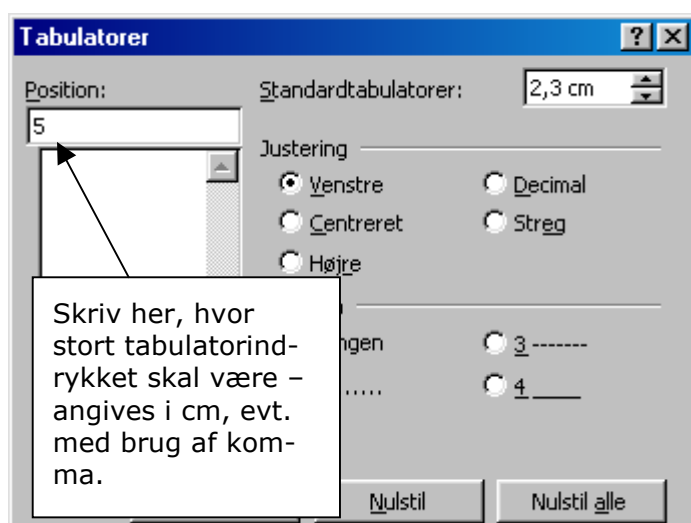 Tabulatorer
Position:
Standardtabulatorer:
2,3 cm
5
Justering
Venstre
Decimal
Centreret
Streg
Højre
Skriv her, hvor
stort tabulatorind-
rykket skal være –
angives i cm, evt.
med brug af kom-
ma.
3 -------
.....
4 ____
Nulstil
Nulstil alle